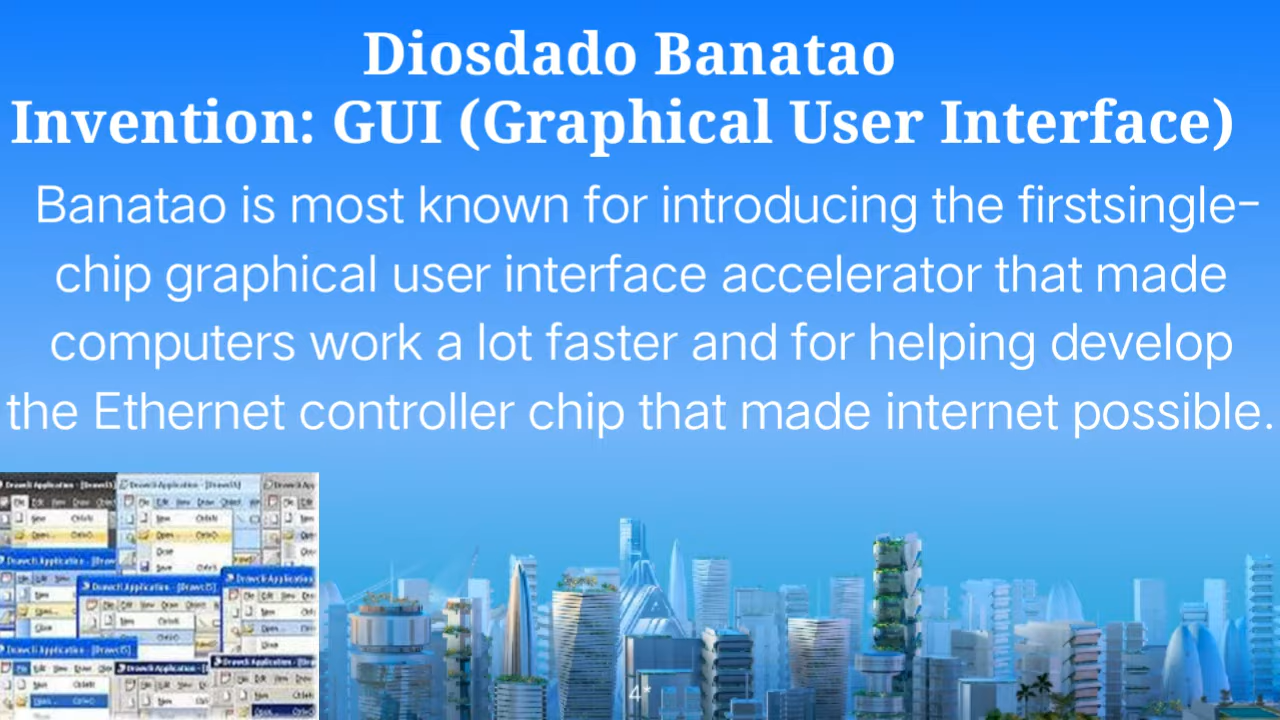 Diosdado Banatao
Invention: GUI (Graphical User Interface)
Banatao is most known for introducing the firstsingle-
chip graphical user interface accelerator that made
computers work a lot faster and for helping develop
the Ethernet controller chip that made internet possible.
4*